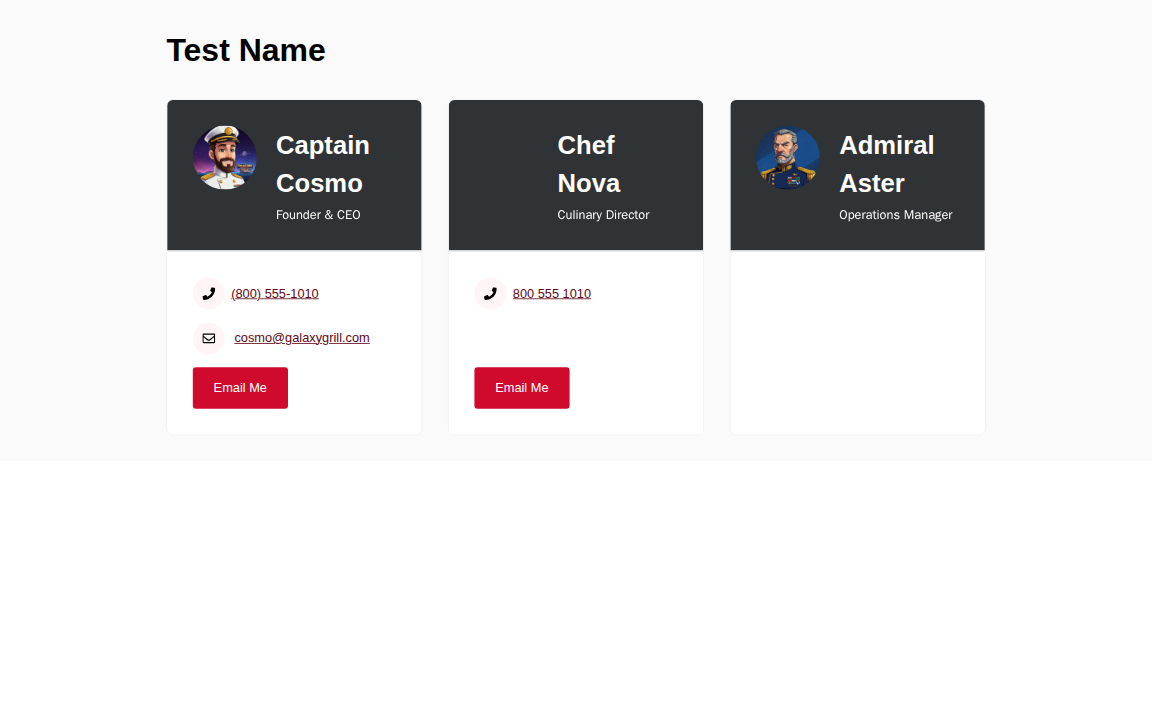 Test Name
Captain
Cosmo
Founder & CEO
(800) 555-1010
cosmo@galaxygrill.com
Email Me
Chef
Nova
Culinary Director
800 555 1010
Email Me
Admiral
Aster
Operations Manager